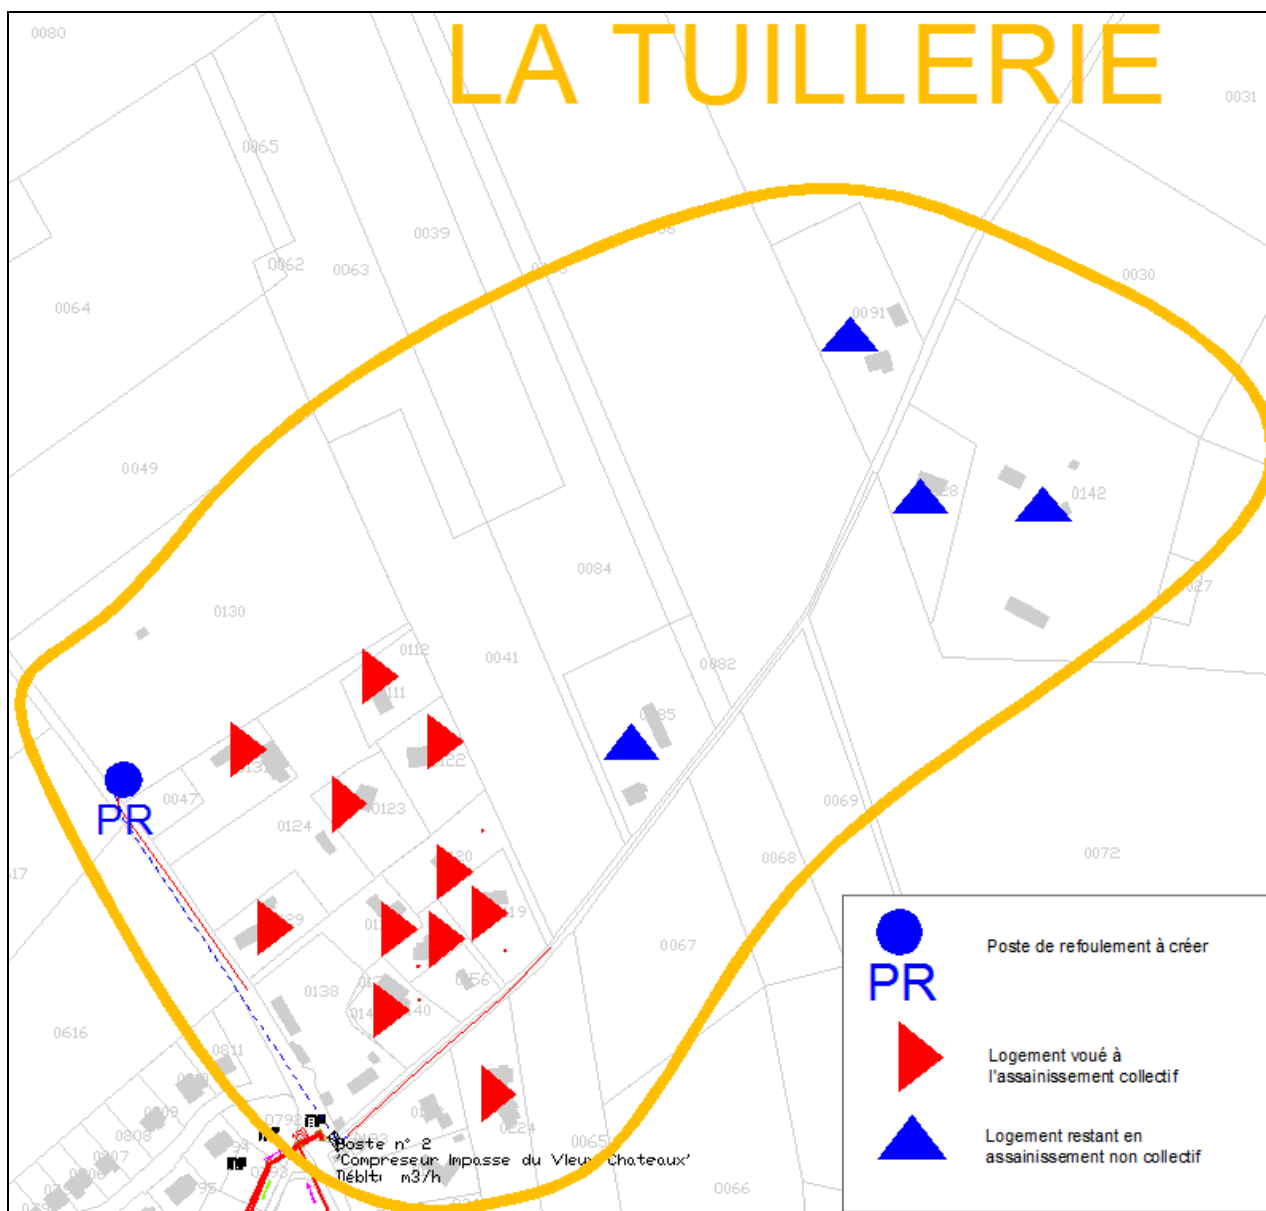 LA TUILLERIE
0080
0031
0065
0039
0062
0063
0030
0064
0091
0049
0142
0084
0130
0112
0041
0082
0047
0123
0069
0124
0068
0072
PR
0067
0138
0616
0811
0808
0065
0066
Poste n° 2
'Compreseur Impasse du Vieux Chateaux'
Débit: m3/h
PR
Poste de refoulement à créer
Logement voué à
l'assainissement collectif
Logement restant en
assainissement non collectif